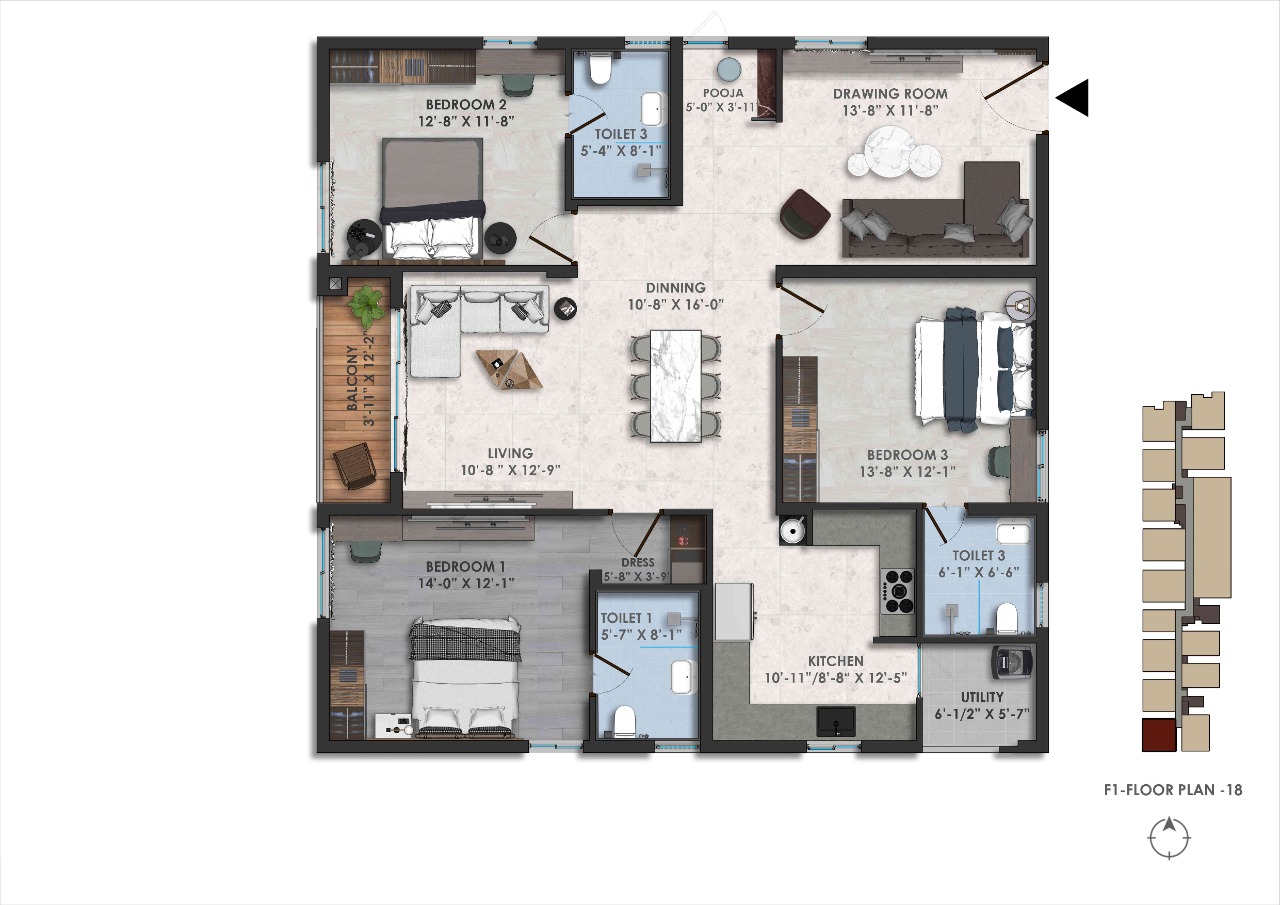 BEDROOM 2
12'-8" X 11'-8"
TOILET 3
5'-4" X 8'-1"
POOJA
5'-0" X 3'-11"
DRAWING ROOM
13'-8" X 11'-8"
DINNING
10'-8" X 16'-0"
BALCONY
3'-11" X 12'-2"
LIVING
10'-8 " X 12'-9"
BEDROOM 3
13'-8" X 12'-1"
BEDROOM 1
14'-0" X 12'-1"
DRESS
5'-8" X 3'-9"
TOILET 3
6'-1" X 6'-6"
TOILET 1
5'-7" X 8'-1"
KITCHEN
10'-11"/8'-8" X 12'-5"
UTILITY
6'-1/2" X 5'-7"
F1-FLOOR PLAN -18